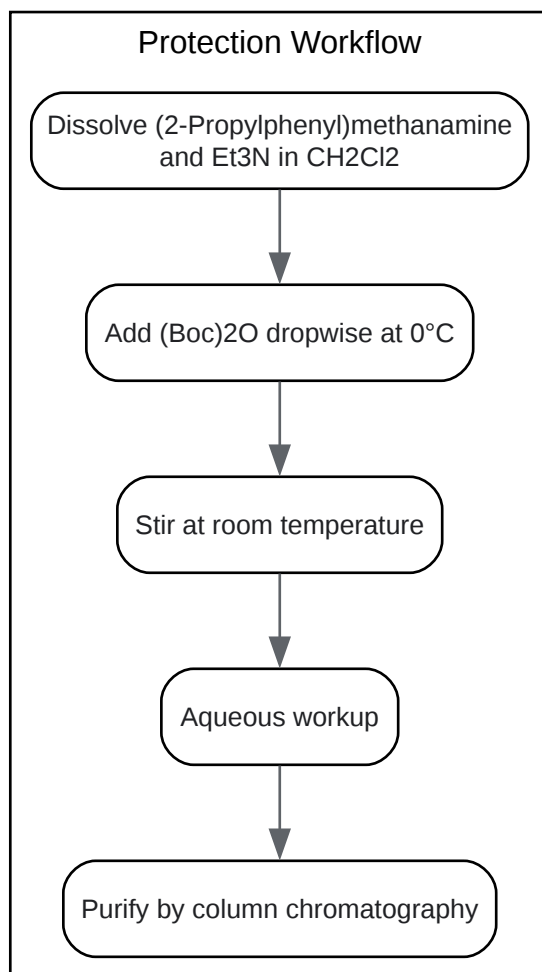 Protection Workflow
Dissolve (2-Propylphenyl)methanamine
and Et3N in CH2Cl2
Add (Boc)2O dropwise at 0°C
Stir at room temperature
Aqueous workup
Purify by column chromatography